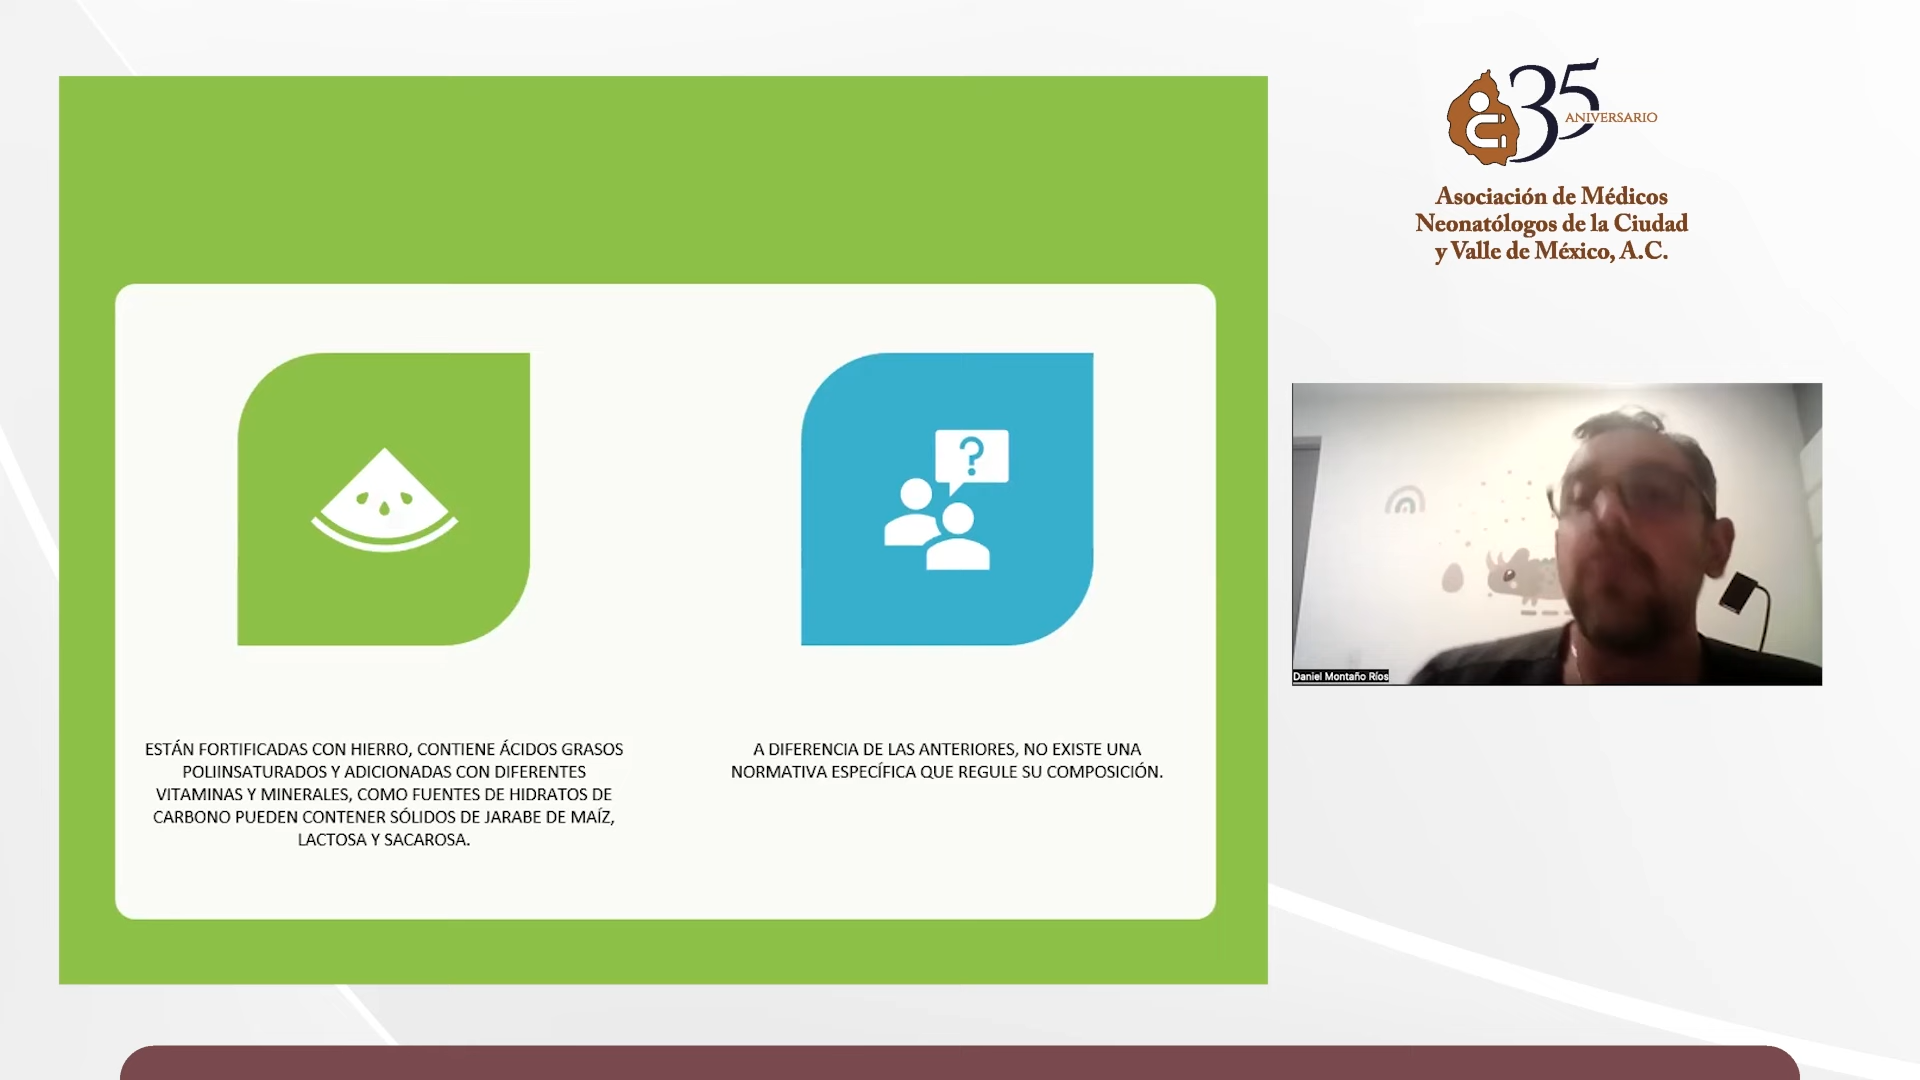 35
ANIVERSARIO
Asociación de Médicos
Neonatólogos de la Ciudad
y Valle de México, A.C.
?
ESTÁN FORTIFICADAS CON HIERRO, CONTIENE ÁCIDOS GRASOS
POLIINSATURADOS Y ADICIONADAS CON DIFERENTES
VITAMINAS Y MINERALES, COMO FUENTES DE HIDRATOS DE
CARBONO PUEDEN CONTENER SÓLIDOS DE JARABE DE MAÍZ,
LACTOSA Y SACAROSA.
A DIFERENCIA DE LAS ANTERIORES, NO EXISTE UNA
NORMATIVA ESPECÍFICA QUE REGULE SU COMPOSICIÓN.
Daniel Montaño Ríos